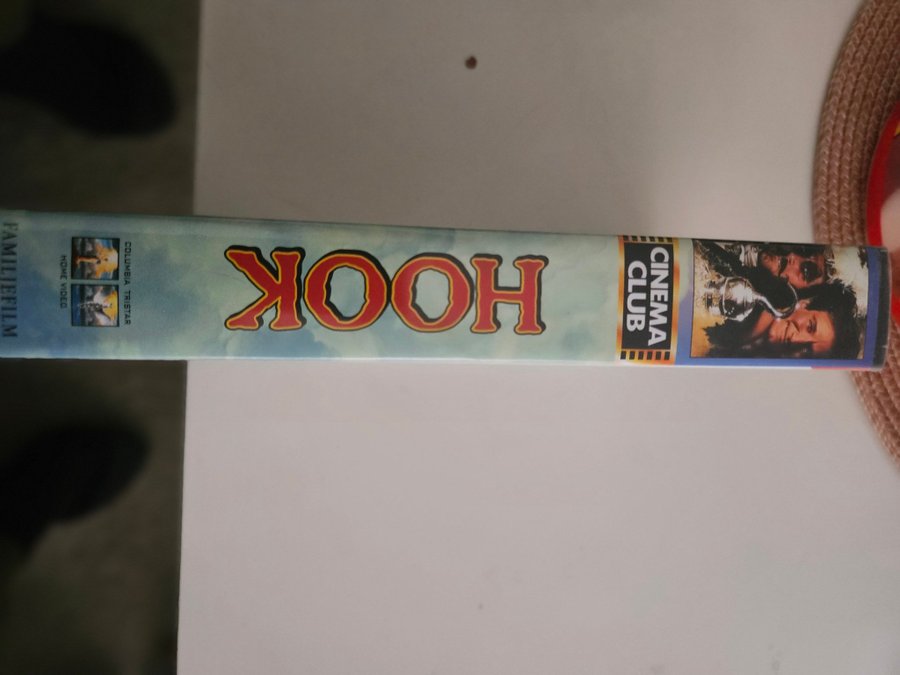 CINEMA
CLUB
HOOK
COLUMBIA TRISTAR
HOME VIDEO
FAMILIEFILM